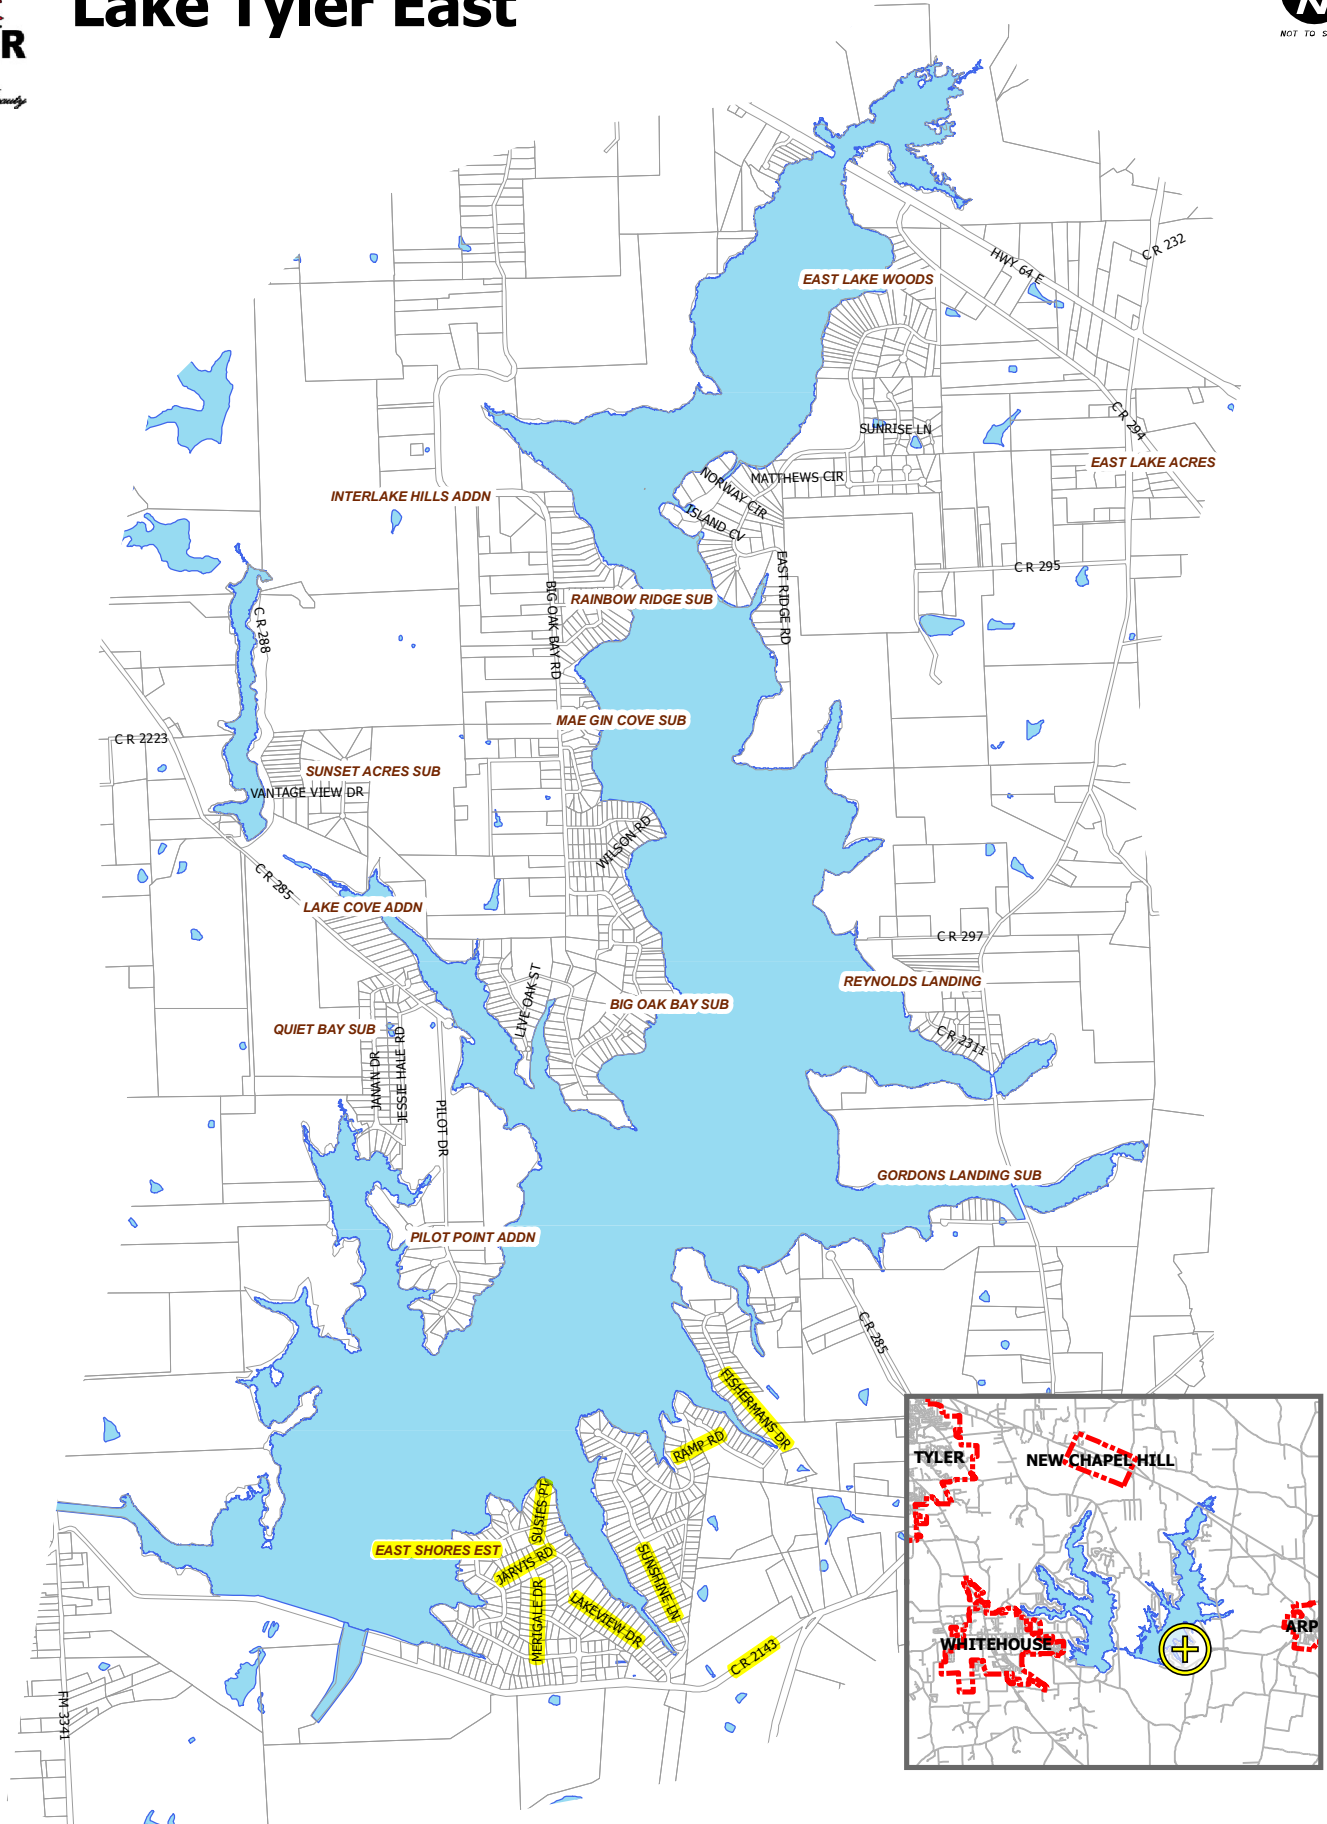 Lake Tyler East
R
NOT TO S
EAST LAKE WOODS
HWY 64 E
C R 232
C R 294
SUNRISE LN
EAST LAKE ACRES
MATTHEWS CIR
NORWAY CIR
ISLAND CV
INTERLAKE HILLS ADDN
C R 295
EAST RIDGE RD
BIG OAK BAY RD
RAINBOW RIDGE SUB
C R 288
MAE GIN COVE SUB
C R 2223
SUNSET ACRES SUB
VANTAGE VIEW DR
WILSON RD
C R 285
LAKE COVE ADDN
C R 297
REYNOLDS LANDING
LIVE OAK ST
BIG OAK BAY SUB
QUIET BAY SUB
C R 2311
JANAN DR
JESSIE HALE RD
PILOT DR
GORDONS LANDING SUB
PILOT POINT ADDN
C R 285
FISHERMANS DR
RAMP RD
SUSIES PT
EAST SHORES EST
JARVIS RD
SUNSHINE LN
MERIGALE DR
LAKEVIEW DR
C R 2143
FM 3341
TYLER
NEW CHAPEL HILL
WHITEHOUSE
ARP